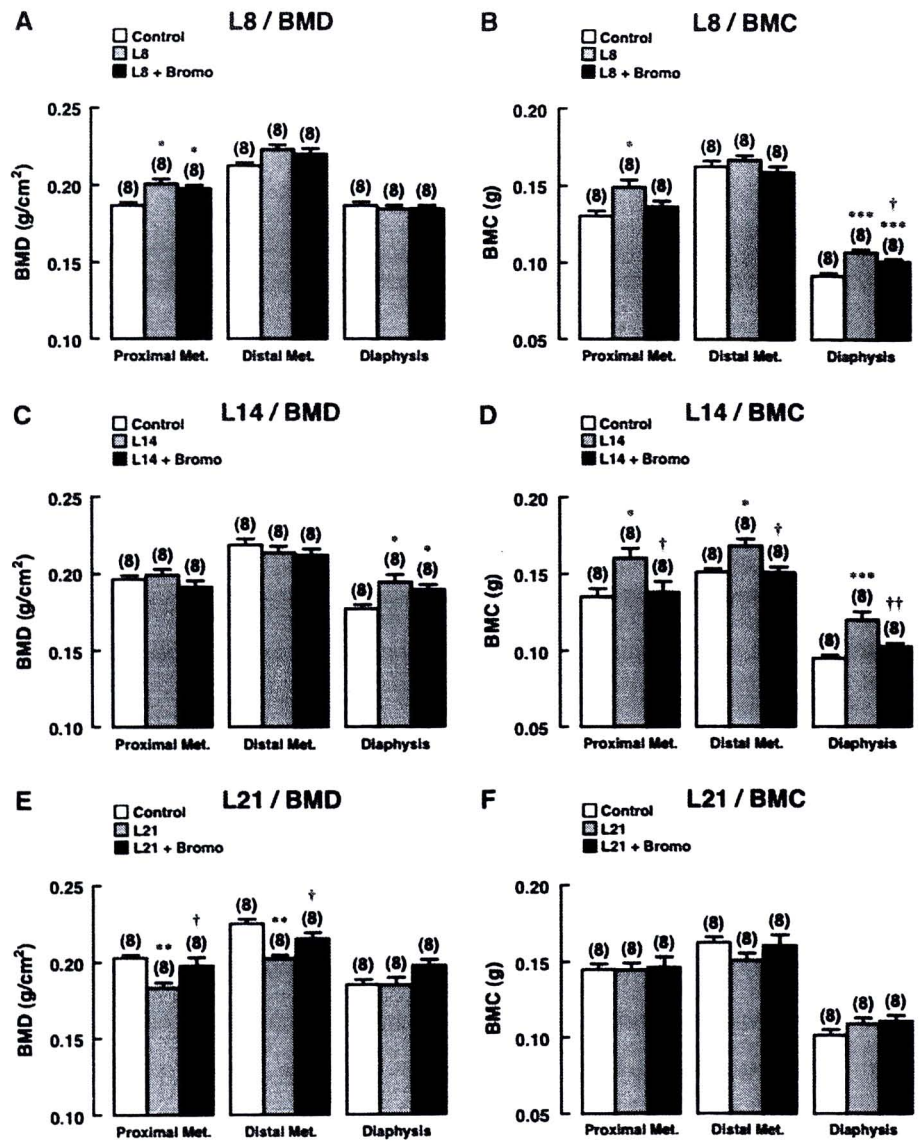 A
L8 / BMD
Control
L8
L8 + Bromo
BMD (g/cm²)
0.25
0.20
0.15
0.10
(8) (8) (8) (8) (8) (8) (8) (8) (8)
* *
Proximal Met. Distal Met. Diaphysis
B
L8 / BMC
Control
L8
L8 + Bromo
BMC (g)
0.20
0.15
0.10
0.05
(8) (8) (8) (8) (8) (8) (8) (8) (8)
* *** † ***
Proximal Met. Distal Met. Diaphysis
C
L14 / BMD
Control
L14
L14 + Bromo
BMD (g/cm²)
0.25
0.20
0.15
0.10
(8) (8) (8) (8) (8) (8) (8) (8) (8)
* *
Proximal Met. Distal Met. Diaphysis
D
L14 / BMC
Control
L14
L14 + Bromo
BMC (g)
0.20
0.15
0.10
0.05
(8) (8) (8) (8) (8) (8) (8) (8) (8)
* † * † *** ††
Proximal Met. Distal Met. Diaphysis
E
L21 / BMD
Control
L21
L21 + Bromo
BMD (g/cm²)
0.25
0.20
0.15
0.10
(8) (8) (8) (8) (8) (8) (8) (8) (8)
** † ** †
Proximal Met. Distal Met. Diaphysis
F
L21 / BMC
Control
L21
L21 + Bromo
BMC (g)
0.20
0.15
0.10
0.05
(8) (8) (8) (8) (8) (8) (8) (8) (8)
Proximal Met. Distal Met. Diaphysis